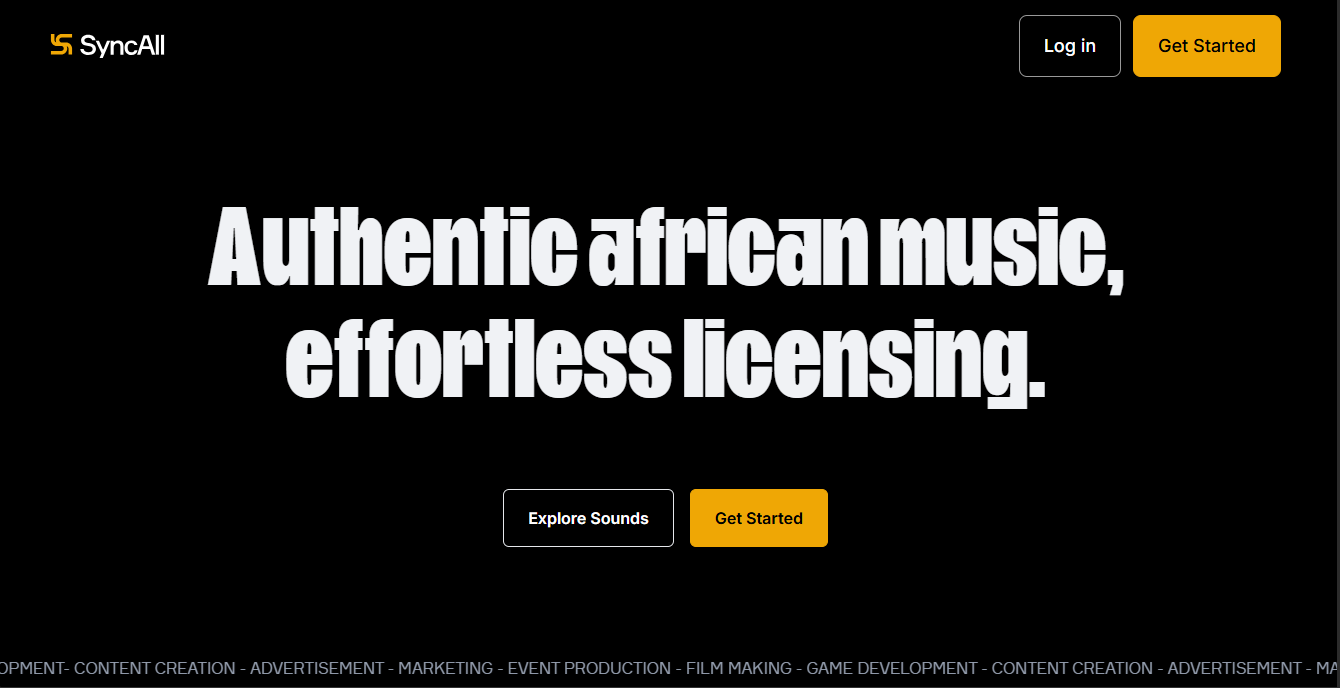 SyncAll
Log in
Get Started
Authentic african music,
effortless licensing.
Explore Sounds
Get Started
OPMENT- CONTENT CREATION - ADVERTISEMENT - MARKETING - EVENT PRODUCTION - FILM MAKING - GAME DEVELOPMENT - CONTENT CREATION - ADVERTISEMENT - MA